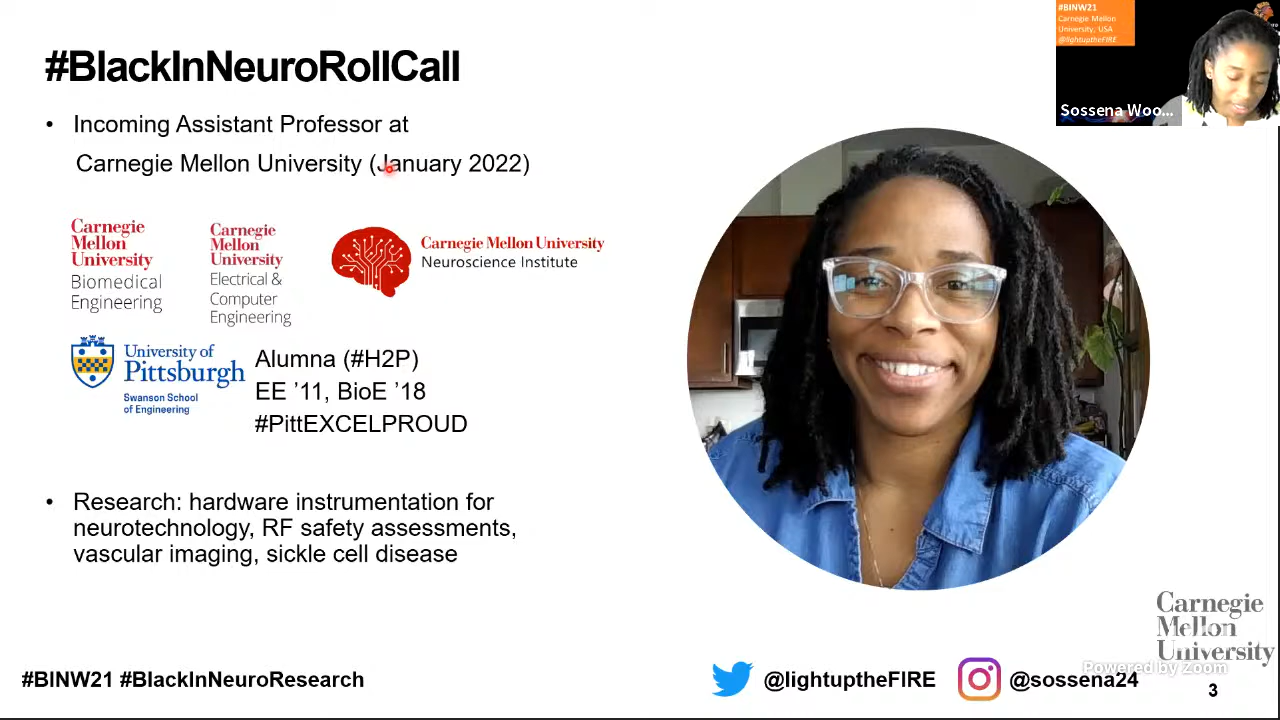 #BlackInNeuroRollCall
#BINW21
Carnegie Mellon
University, USA
@lightuptheFIRE
Sossena Woo...
• Incoming Assistant Professor at
Carnegie Mellon University (January 2022)
Carnegie
Mellon
University
Biomedical
Engineering
Carnegie
Mellon
University
Electrical &
Computer
Engineering
Carnegie Mellon University
Neuroscience Institute
University of
Pittsburgh
Swanson School
of Engineering
Alumna (#H2P)
EE ’11, BioE ’18
#PittEXCELPROUD
• Research: hardware instrumentation for
neurotechnology, RF safety assessments,
vascular imaging, sickle cell disease
Carnegie
Mellon
University
Powered by Zoom
#BINW21 #BlackInNeuroResearch
@lightuptheFIRE
@sossena24
3